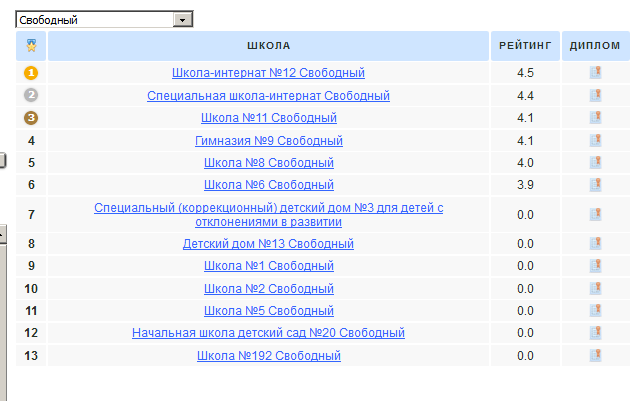 Свободный
ШКОЛА РЕЙТИНГ ДИПЛОМ
1 Школа-интернат №12 Свободный 4.5
2 Специальная школа-интернат Свободный 4.4
3 Школа №11 Свободный 4.1
4 Гимназия №9 Свободный 4.1
5 Школа №8 Свободный 4.0
6 Школа №6 Свободный 3.9
7 Специальный (коррекционный) детский дом №3 для детей с 0.0
отклонениями в развитии
8 Детский дом №13 Свободный 0.0
9 Школа №1 Свободный 0.0
10 Школа №2 Свободный 0.0
11 Школа №5 Свободный 0.0
12 Начальная школа детский сад №20 Свободный 0.0
13 Школа №192 Свободный 0.0